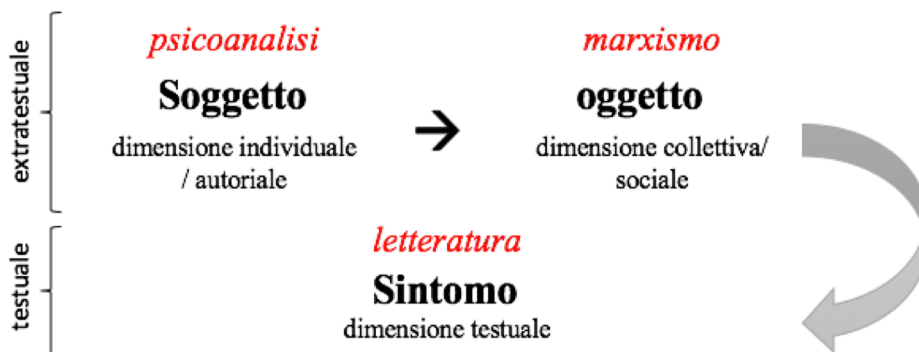 extratestuale
psicoanalisi
Soggetto
dimensione individuale
/ autoriale
marxismo
oggetto
dimensione collettiva/
sociale
testuale
letteratura
Sintomo
dimensione testuale